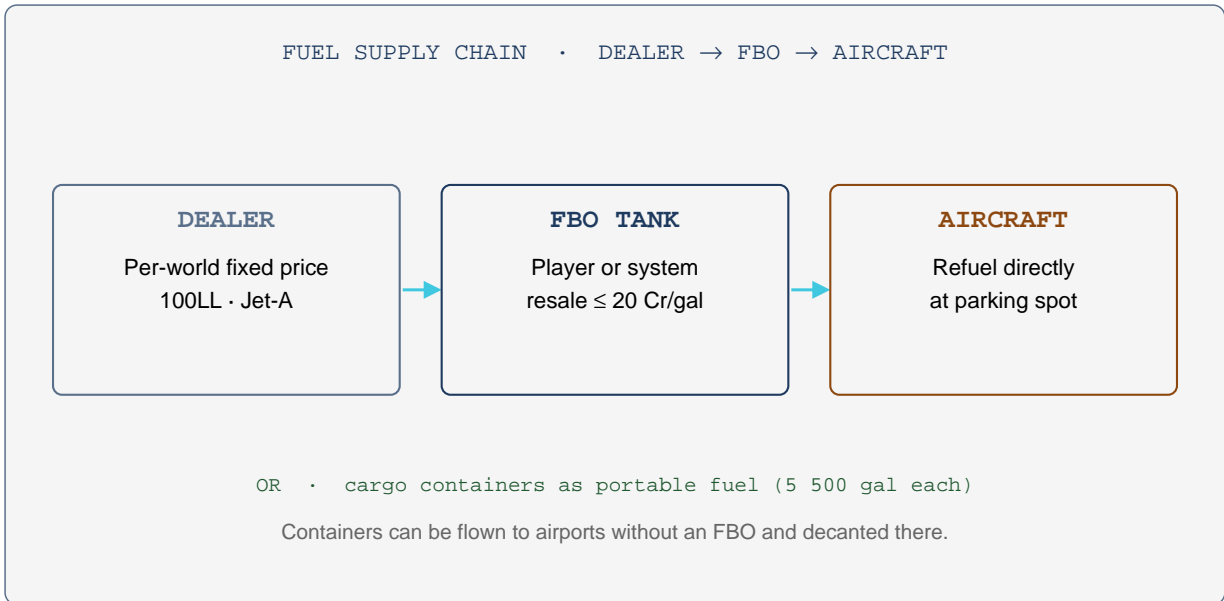 FUEL SUPPLY CHAIN · DEALER → FBO → AIRCRAFT
DEALER
Per-world fixed price
100LL · Jet-A
FBO TANK
Player or system
resale ≤ 20 Cr/gal
AIRCRAFT
Refuel directly
at parking spot
OR · cargo containers as portable fuel (5 500 gal each)
Containers can be flown to airports without an FBO and decanted there.